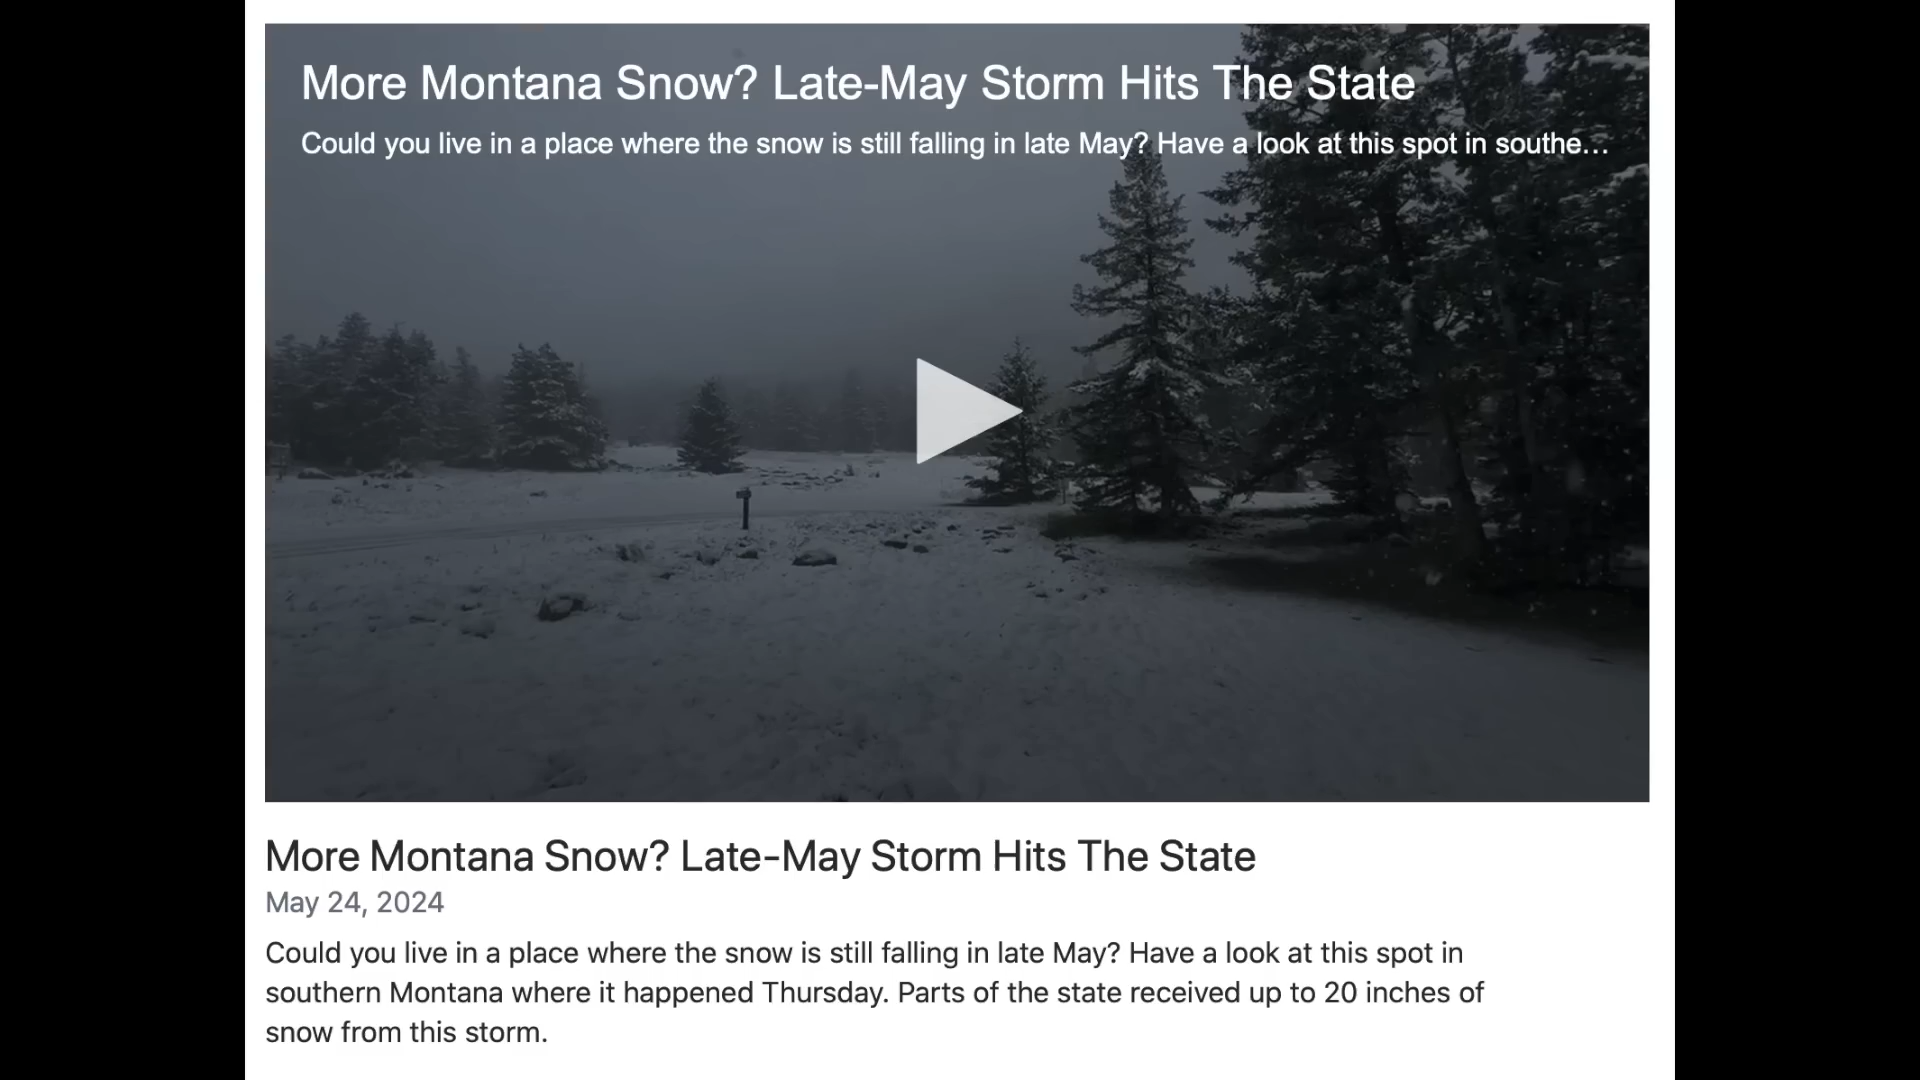 More Montana Snow? Late-May Storm Hits The State
Could you live in a place where the snow is still falling in late May? Have a look at this spot in southe...
More Montana Snow? Late-May Storm Hits The State
May 24, 2024
Could you live in a place where the snow is still falling in late May? Have a look at this spot in
southern Montana where it happened Thursday. Parts of the state received up to 20 inches of
snow from this storm.